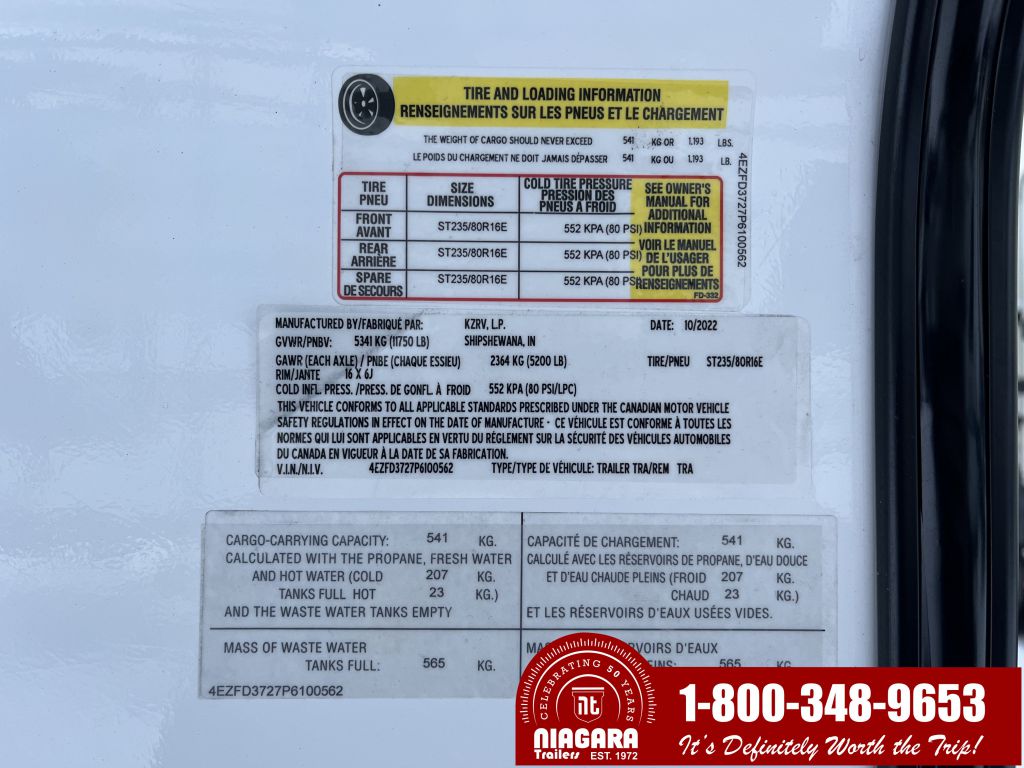 TIRE AND LOADING INFORMATION
RENSEIGNEMENTS SUR LES PNEUS ET LE CHARGEMENT
THE WEIGHT OF CARGO SHOULD NEVER EXCEED 541 KG OR 1,193 LBS.
LE POIDS DU CHARGEMENT NE DOIT JAMAIS DÉPASSER 541 KG OU 1,193 LB.
4EZFD3727P6100562
TIRE
PNEU
SIZE
DIMENSIONS
COLD TIRE PRESSURE
PRESSION DES
PNEUS À FROID
FRONT
AVANT
ST235/80R16E
552 KPA (80 PSI)
REAR
ARRIÈRE
ST235/80R16E
552 KPA (80 PSI)
SPARE
DE SECOURS
ST235/80R16E
552 KPA (80 PS
SEE OWNER'S
MANUAL FOR
ADDITIONAL
INFORMATION
VOIR LE MANUEL
DE L'USAGER
POUR PLUS DE
RENSEIGNEMENTS
FD-332
MANUFACTURED BY/FABRIQUÉ PAR: KZRV, L.P. DATE: 10/2022
GVWR/PNBV: 5341 KG (11750 LB) SHIPSHEWANA, IN
GAWR (EACH AXLE) / PNBE (CHAQUE ESSIEU) 2364 KG (5200 LB) TIRE/PNEU ST235/80R16E
RIM/JANTE 16 X 6J
COLD INFL. PRESS. /PRESS. DE GONFL. À FROID 552 KPA (80 PSI/LPC)
THIS VEHICLE CONFORMS TO ALL APPLICABLE STANDARDS PRESCRIBED UNDER THE CANADIAN MOTOR VEHICLE
SAFETY REGULATIONS IN EFFECT ON THE DATE OF MANUFACTURE · CE VÉHICULE EST CONFORME À TOUTES LES
NORMES QUI LUI SONT APPLICABLES EN VERTU DU RÈGLEMENT SUR LA SÉCURITÉ DES VÉHICULES AUTOMOBILES
DU CANADA EN VIGUEUR À LA DATE DE SA FABRICATION.
V.I.N./N.I.V. 4EZFD3727P6100562 TYPE/TYPE DE VÉHICULE: TRAILER TRA/REM TRA
CARGO-CARRYING CAPACITY: 541 KG.
CALCULATED WITH THE PROPANE, FRESH WATER
AND HOT WATER (COLD 207 KG.
TANKS FULL HOT 23 KG.)
AND THE WASTE WATER TANKS EMPTY
CAPACITÉ DE CHARGEMENT: 541 KG.
CALCULÉ AVEC LES RÉSERVOIRS DE PROPANE, D'EAU DOUCE
ET D'EAU CHAUDE PLEINS (FROID 207 KG.
CHAUD 23 KG.)
ET LES RÉSERVOIRS D'EAUX USÉES VIDES.
MASS OF WASTE WATER
TANKS FULL: 565 KG.
4EZFD3727P6100562
RVOIRS D'EAUX
EINS: 565 KG.
CELEBRATING 50 YEARS
nt
NIAGARA
Trailers EST. 1972
1-800-348-9653
It's Definitely Worth the Trip!